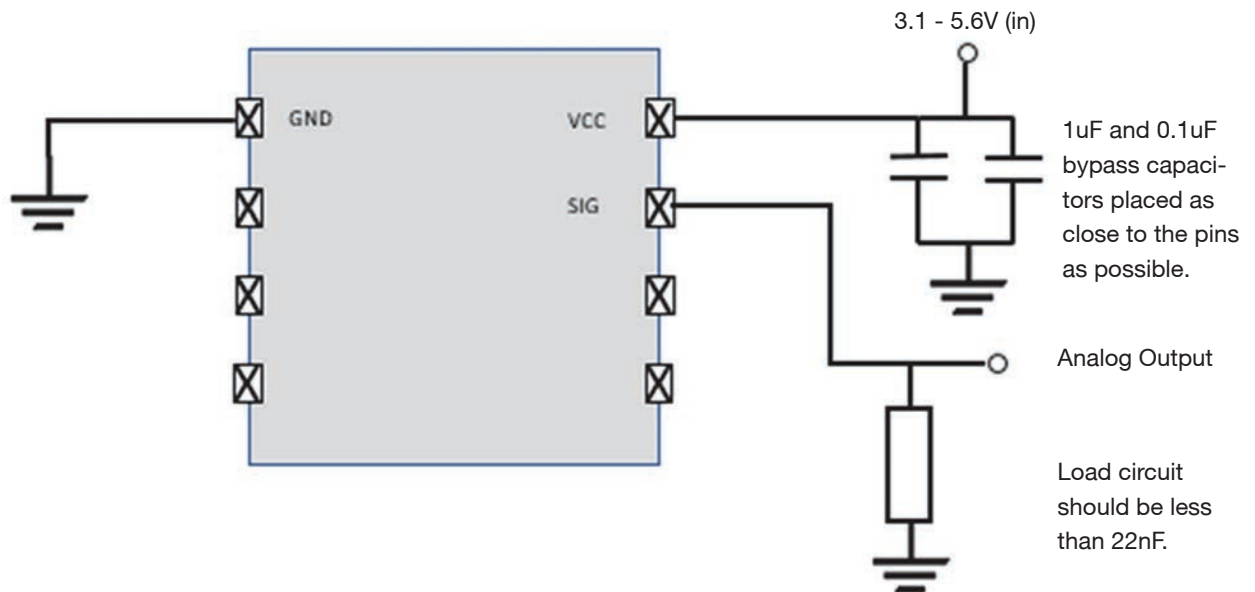 3.1 - 5.6V (in)
GND
VCC
SIG
1uF and 0.1uF
bypass capaci-
tors placed as
close to the pins
as possible.
Analog Output
Load circuit
should be less
than 22nF.